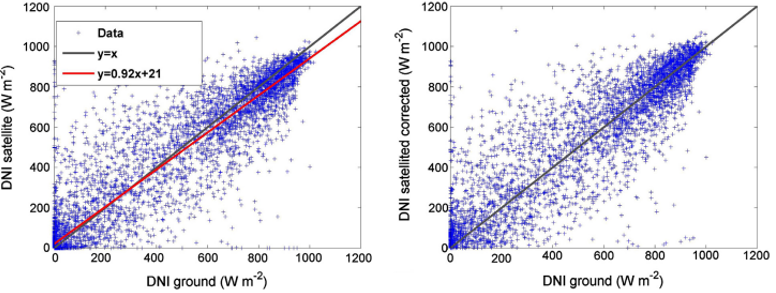 1200
1000
800
600
400
200
0
DNI satellite (W m-2)
Data
y=x
y=0.92x+21
0 200 400 600 800 1000 1200
DNI ground (W m-2)
1200
1000
800
600
400
200
0
DNI satellited corrected (W m-2)
0 200 400 600 800 1000 1200
DNI ground (W m-2)